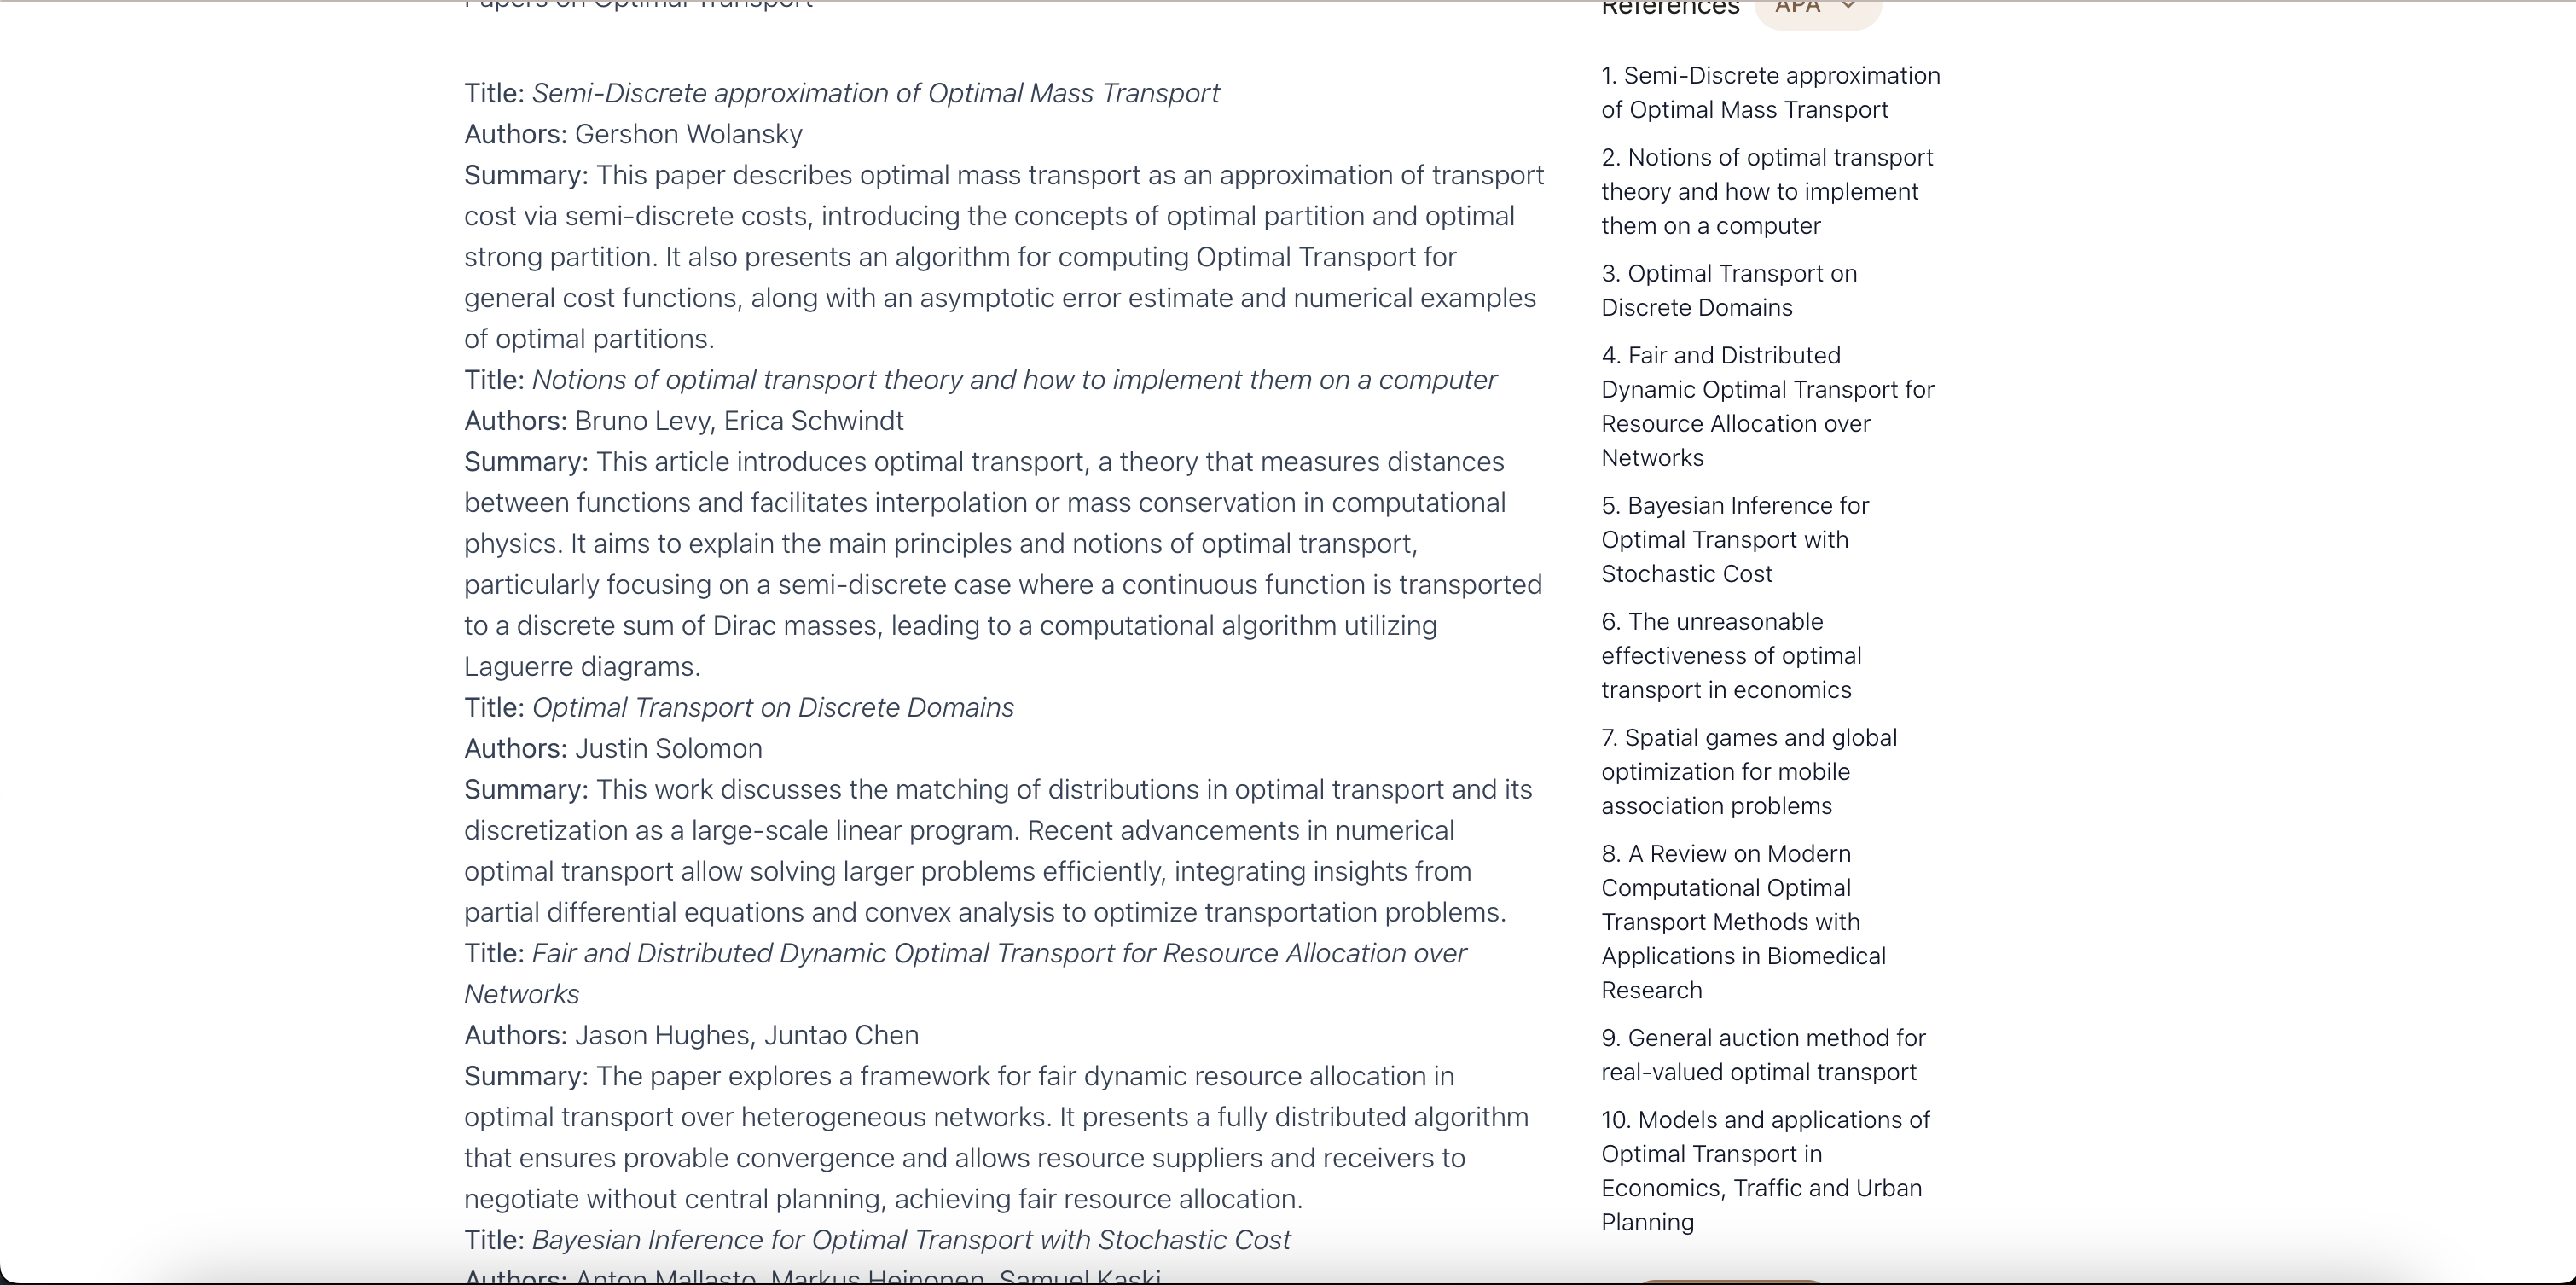 Papers on Optimal Transport
Title: Semi-Discrete approximation of Optimal Mass Transport
Authors: Gershon Wolansky
Summary: This paper describes optimal mass transport as an approximation of transport
cost via semi-discrete costs, introducing the concepts of optimal partition and optimal
strong partition. It also presents an algorithm for computing Optimal Transport for
general cost functions, along with an asymptotic error estimate and numerical examples
of optimal partitions.
Title: Notions of optimal transport theory and how to implement them on a computer
Authors: Bruno Levy, Erica Schwindt
Summary: This article introduces optimal transport, a theory that measures distances
between functions and facilitates interpolation or mass conservation in computational
physics. It aims to explain the main principles and notions of optimal transport,
particularly focusing on a semi-discrete case where a continuous function is transported
to a discrete sum of Dirac masses, leading to a computational algorithm utilizing
Laguerre diagrams.
Title: Optimal Transport on Discrete Domains
Authors: Justin Solomon
Summary: This work discusses the matching of distributions in optimal transport and its
discretization as a large-scale linear program. Recent advancements in numerical
optimal transport allow solving larger problems efficiently, integrating insights from
partial differential equations and convex analysis to optimize transportation problems.
Title: Fair and Distributed Dynamic Optimal Transport for Resource Allocation over
Networks
Authors: Jason Hughes, Juntao Chen
Summary: The paper explores a framework for fair dynamic resource allocation in
optimal transport over heterogeneous networks. It presents a fully distributed algorithm
that ensures provable convergence and allows resource suppliers and receivers to
negotiate without central planning, achieving fair resource allocation.
Title: Bayesian Inference for Optimal Transport with Stochastic Cost
Authors: Anton Mallasto, Markus Heinonen, Samuel Kaski
References APA
1. Semi-Discrete approximation
of Optimal Mass Transport
2. Notions of optimal transport
theory and how to implement
them on a computer
3. Optimal Transport on
Discrete Domains
4. Fair and Distributed
Dynamic Optimal Transport for
Resource Allocation over
Networks
5. Bayesian Inference for
Optimal Transport with
Stochastic Cost
6. The unreasonable
effectiveness of optimal
transport in economics
7. Spatial games and global
optimization for mobile
association problems
8. A Review on Modern
Computational Optimal
Transport Methods with
Applications in Biomedical
Research
9. General auction method for
real-valued optimal transport
10. Models and applications of
Optimal Transport in
Economics, Traffic and Urban
Planning